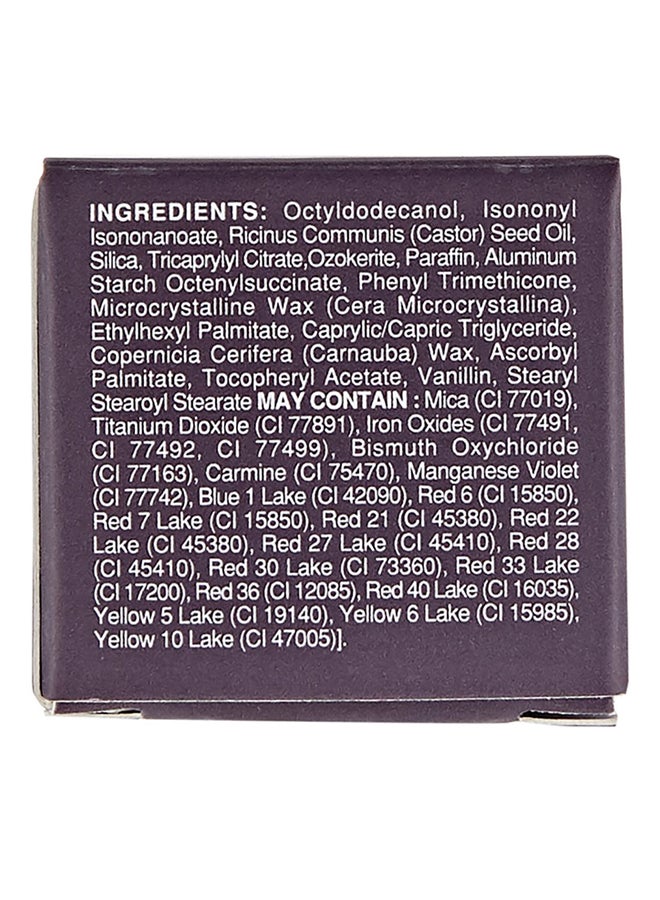 INGREDIENTS: Octyldodecanol, Isononyl
Isononanoate, Ricinus Communis (Castor) Seed Oil,
Silica, Tricaprylyl Citrate,Ozokerite, Paraffin, Aluminum
Starch Octenylsuccinate, Phenyl Trimethicone,
Microcrystalline Wax (Cera Microcrystallina),
Ethylhexyl Palmitate, Caprylic/Capric Triglyceride,
Copernicia Cerifera (Carnauba) Wax, Ascorbyl
Palmitate, Tocopheryl Acetate, Vanillin, Stearyl
Stearoyl Stearate MAY CONTAIN : Mica (CI 77019),
Titanium Dioxide (CI 77891), Iron Oxides (CI 77491,
CI 77492, CI 77499), Bismuth Oxychloride
(CI 77163), Carmine (CI 75470), Manganese Violet
(CI 77742), Blue 1 Lake (CI 42090), Red 6 (CI 15850),
Red 7 Lake (CI 15850), Red 21 (CI 45380), Red 22
Lake (CI 45380), Red 27 Lake (CI 45410), Red 28
(CI 45410), Red 30 Lake (CI 73360), Red 33 Lake
(CI 17200), Red 36 (CI 12085), Red 40 Lake (CI 16035),
Yellow 5 Lake (CI 19140), Yellow 6 Lake (CI 15985),
Yellow 10 Lake (CI 47005)].